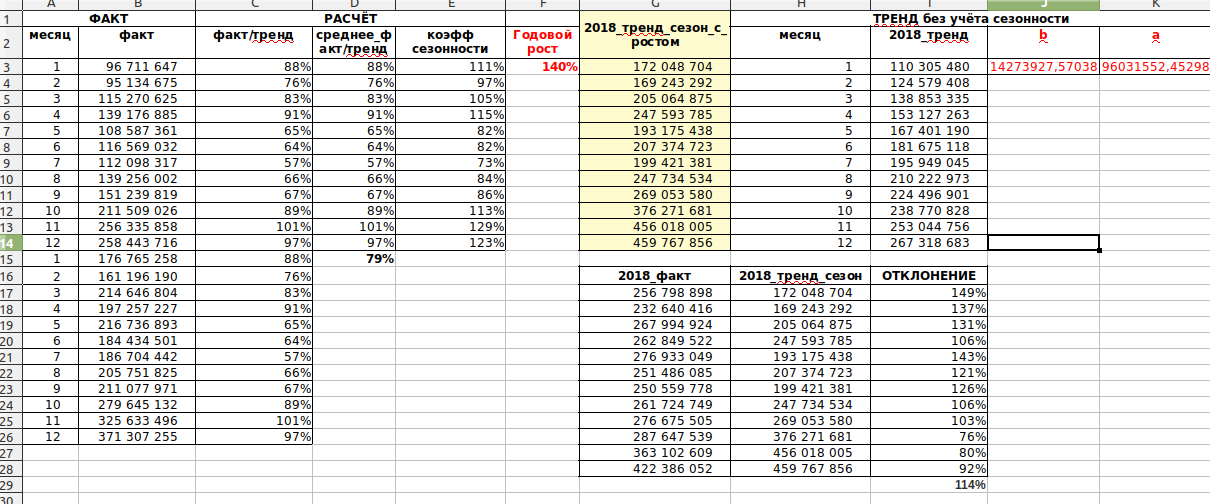 A B C D E F G H I J K
1 ФАКТ РАСЧЁТ 2018_тренд_сезон_с_ростом ТРЕНД без учёта сезонности
2 месяц факт факт/тренд среднее_факт/тренд коэфф сезонности Годовой рост месяц 2018_тренд b a
3 1 96 711 647 88% 88% 111% 140% 172 048 704 1 110 305 480 14273927,57038 96031552,45298
4 2 95 134 675 76% 76% 97% 169 243 292 2 124 579 408
5 3 115 270 625 83% 83% 105% 205 064 875 3 138 853 335
6 4 139 176 885 91% 91% 115% 247 593 785 4 153 127 263
7 5 108 587 361 65% 65% 82% 193 175 438 5 167 401 190
8 6 116 569 032 64% 64% 82% 207 374 723 6 181 675 118
9 7 112 098 317 57% 57% 73% 199 421 381 7 195 949 045
10 8 139 256 002 66% 66% 84% 247 734 534 8 210 222 973
11 9 151 239 819 67% 67% 86% 269 053 580 9 224 496 901
12 10 211 509 026 89% 89% 113% 376 271 681 10 238 770 828
13 11 256 335 858 101% 101% 129% 456 018 005 11 253 044 756
14 12 258 443 716 97% 97% 123% 459 767 856 12 267 318 683
15 1 176 765 258 88% 79%
16 2 161 196 190 76% 2018_факт 2018_тренд_сезон ОТКЛОНЕНИЕ
17 3 214 646 804 83% 256 798 898 172 048 704 149%
18 4 197 257 227 91% 232 640 416 169 243 292 137%
19 5 216 736 893 65% 267 994 924 205 064 875 131%
20 6 184 434 501 64% 262 849 522 247 593 785 106%
21 7 186 704 442 57% 276 933 049 193 175 438 143%
22 8 205 751 825 66% 251 486 085 207 374 723 121%
23 9 211 077 971 67% 250 559 778 199 421 381 126%
24 10 279 645 132 89% 261 724 749 247 734 534 106%
25 11 325 633 496 101% 276 675 505 269 053 580 103%
26 12 371 307 255 97% 287 647 539 376 271 681 76%
27 363 102 609 456 018 005 80%
28 422 386 052 459 767 856 92%
29 114%
30